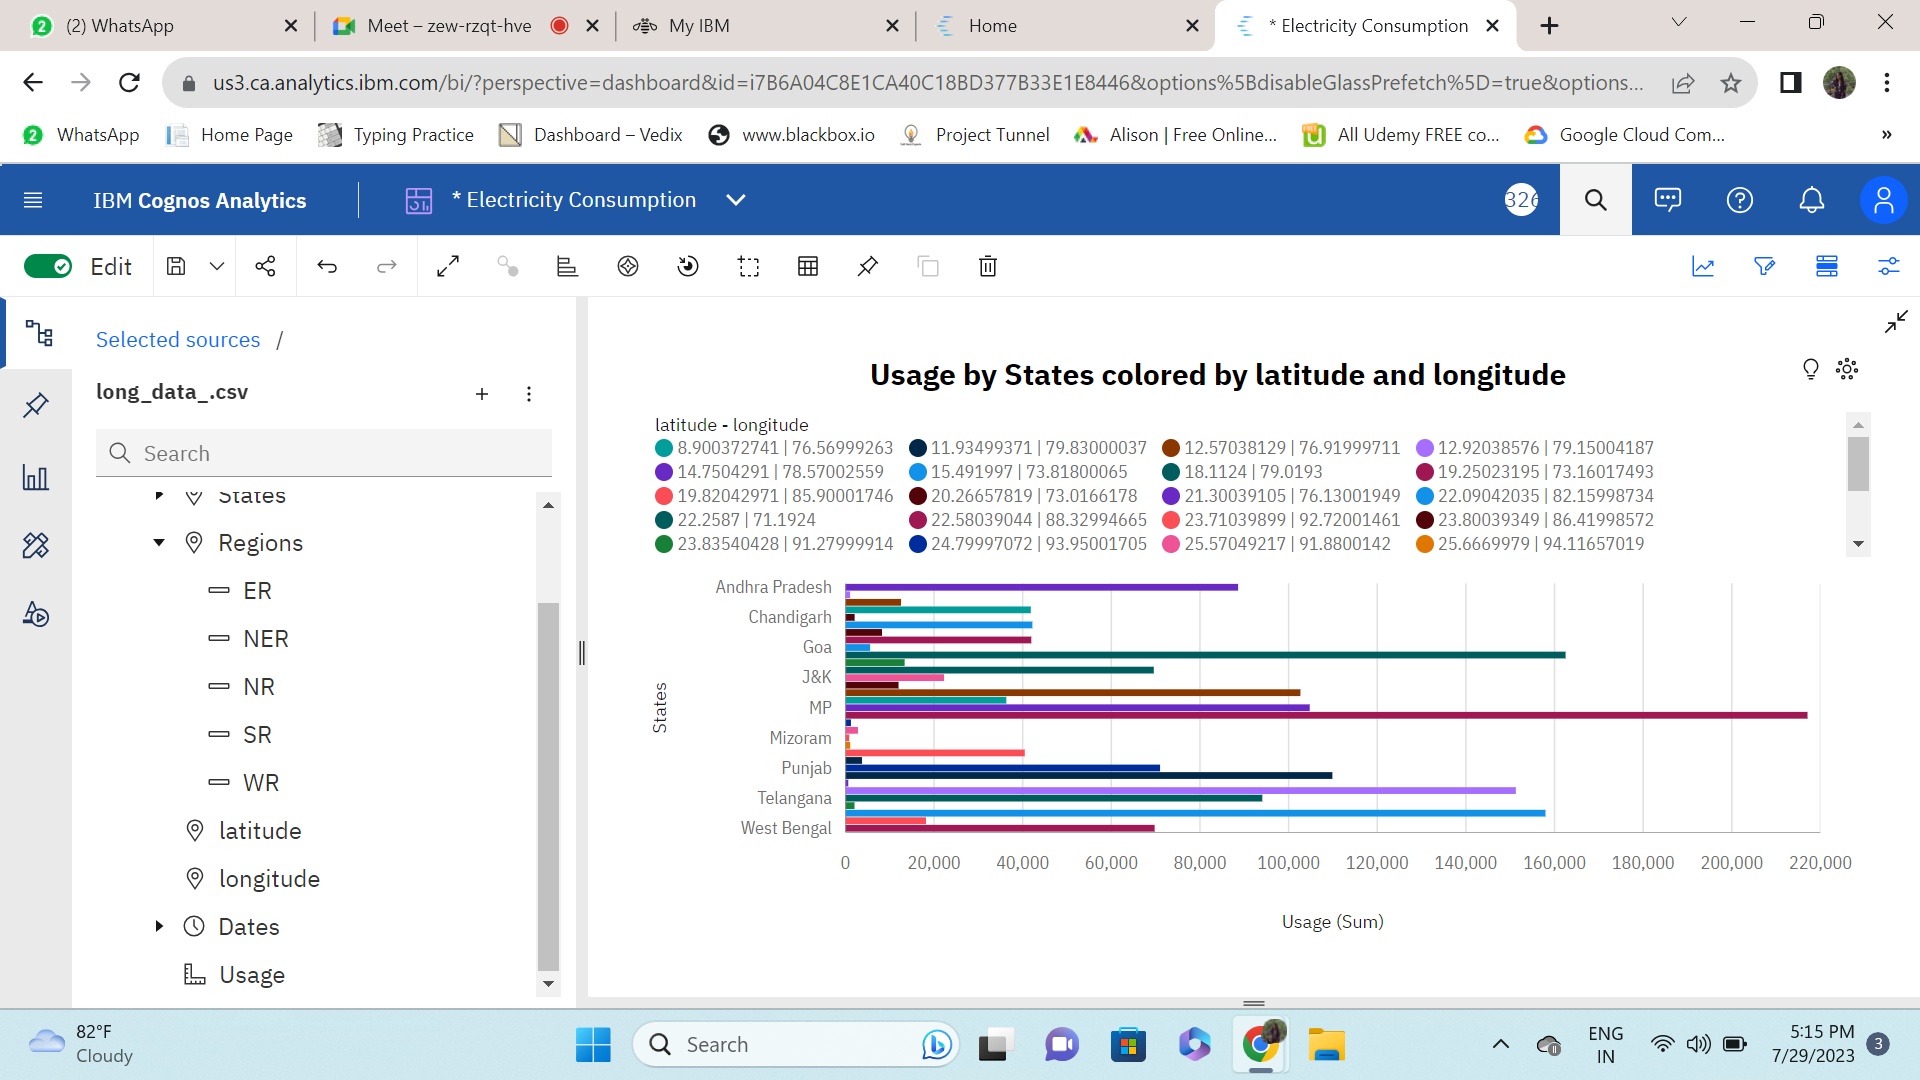 (2) WhatsApp
Meet – zew-rzqt-hve
My IBM
Home
* Electricity Consumption
us3.ca.analytics.ibm.com/bi/?perspective=dashboard&id=i7B6A04C8E1CA40C18BD377B33E1E8446&options%5BdisableGlassPrefetch%5D=true&options...
2 WhatsApp
Home Page
Typing Practice
Dashboard – Vedix
www.blackbox.io
Project Tunnel
Alison | Free Online...
All Udemy FREE co...
Google Cloud Com...
»
IBM Cognos Analytics
* Electricity Consumption
326
Edit
Selected sources /
long_data_.csv
Search
States
Regions
ER
NER
NR
SR
WR
latitude
longitude
Dates
Usage
Usage by States colored by latitude and longitude
latitude - longitude
8.900372741 | 76.56999263 11.93499371 | 79.83000037 12.57038129 | 76.91999711 12.92038576 | 79.15004187
14.7504291 | 78.57002559 15.491997 | 73.81800065 18.1124 | 79.0193 19.25023195 | 73.16017493
19.82042971 | 85.90001746 20.26657819 | 73.0166178 21.30039105 | 76.13001949 22.09042035 | 82.15998734
22.2587 | 71.1924 22.58039044 | 88.32994665 23.71039899 | 92.72001461 23.80039349 | 86.41998572
23.83540428 | 91.27999914 24.79997072 | 93.95001705 25.57049217 | 91.8800142 25.6669979 | 94.11657019
States
Andhra Pradesh
Chandigarh
Goa
J&K
MP
Mizoram
Punjab
Telangana
West Bengal
0 20,000 40,000 60,000 80,000 100,000 120,000 140,000 160,000 180,000 200,000 220,000
Usage (Sum)
82°F
Cloudy
Search
ENG
IN
5:15 PM
7/29/2023
3